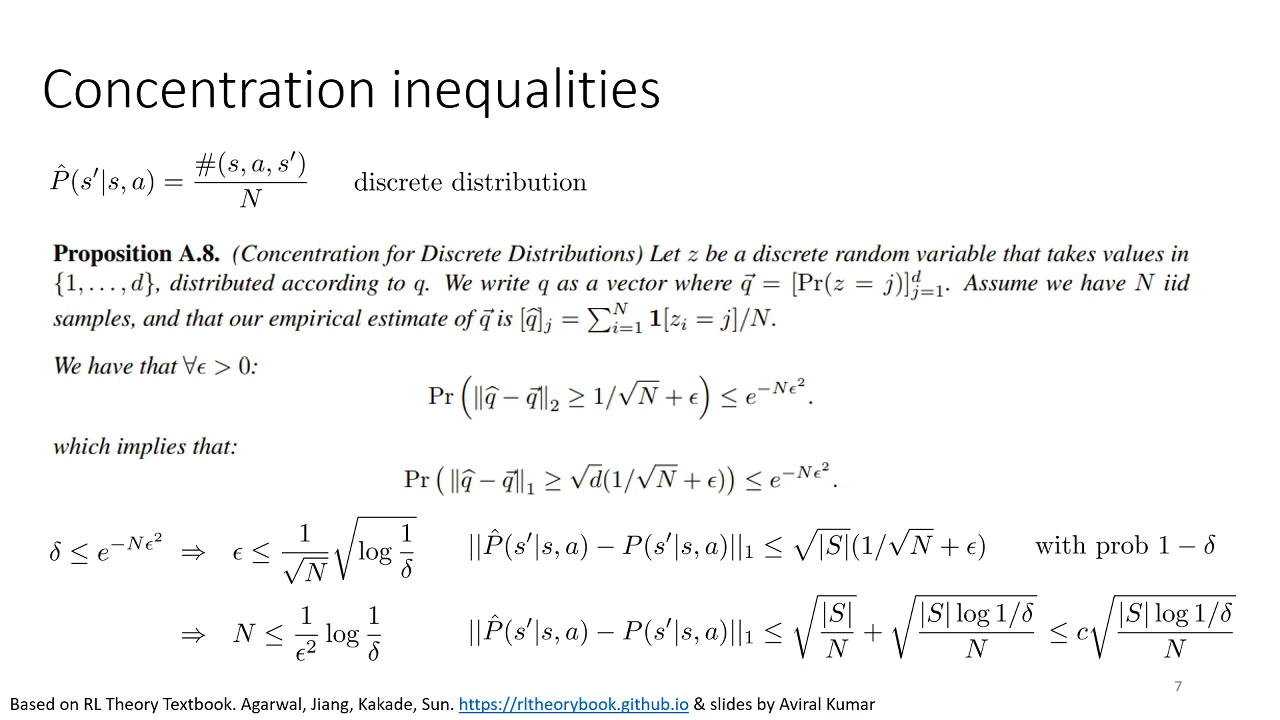 Concentration inequalities
P̂(s′|s, a) = #(s, a, s′) / N discrete distribution
Proposition A.8. (Concentration for Discrete Distributions) Let z be a discrete random variable that takes values in
{1, . . . , d}, distributed according to q. We write q as a vector where q⃗ = [Pr(z = j)]_{j=1}^d. Assume we have N iid
samples, and that our empirical estimate of q⃗ is [q̂]_j = ∑_{i=1}^N 1[z_i = j]/N.
We have that ∀ϵ > 0:
Pr (‖q̂ − q⃗‖₂ ≥ 1/√N + ϵ) ≤ e^{−Nϵ²}.
which implies that:
Pr (‖q̂ − q⃗‖₁ ≥ √d(1/√N + ϵ)) ≤ e^{−Nϵ²}.
δ ≤ e^{−Nϵ²} ⇒ ϵ ≤ 1/√N √(log 1/δ) ||P̂(s′|s, a) − P(s′|s, a)||₁ ≤ √|S|(1/√N + ϵ) with prob 1 − δ
⇒ N ≤ 1/ϵ² log 1/δ ||P̂(s′|s, a) − P(s′|s, a)||₁ ≤ √(|S|/N) + √(|S| log 1/δ / N) ≤ c√(|S| log 1/δ / N)
7
Based on RL Theory Textbook. Agarwal, Jiang, Kakade, Sun. https://rltheorybook.github.io & slides by Aviral Kumar